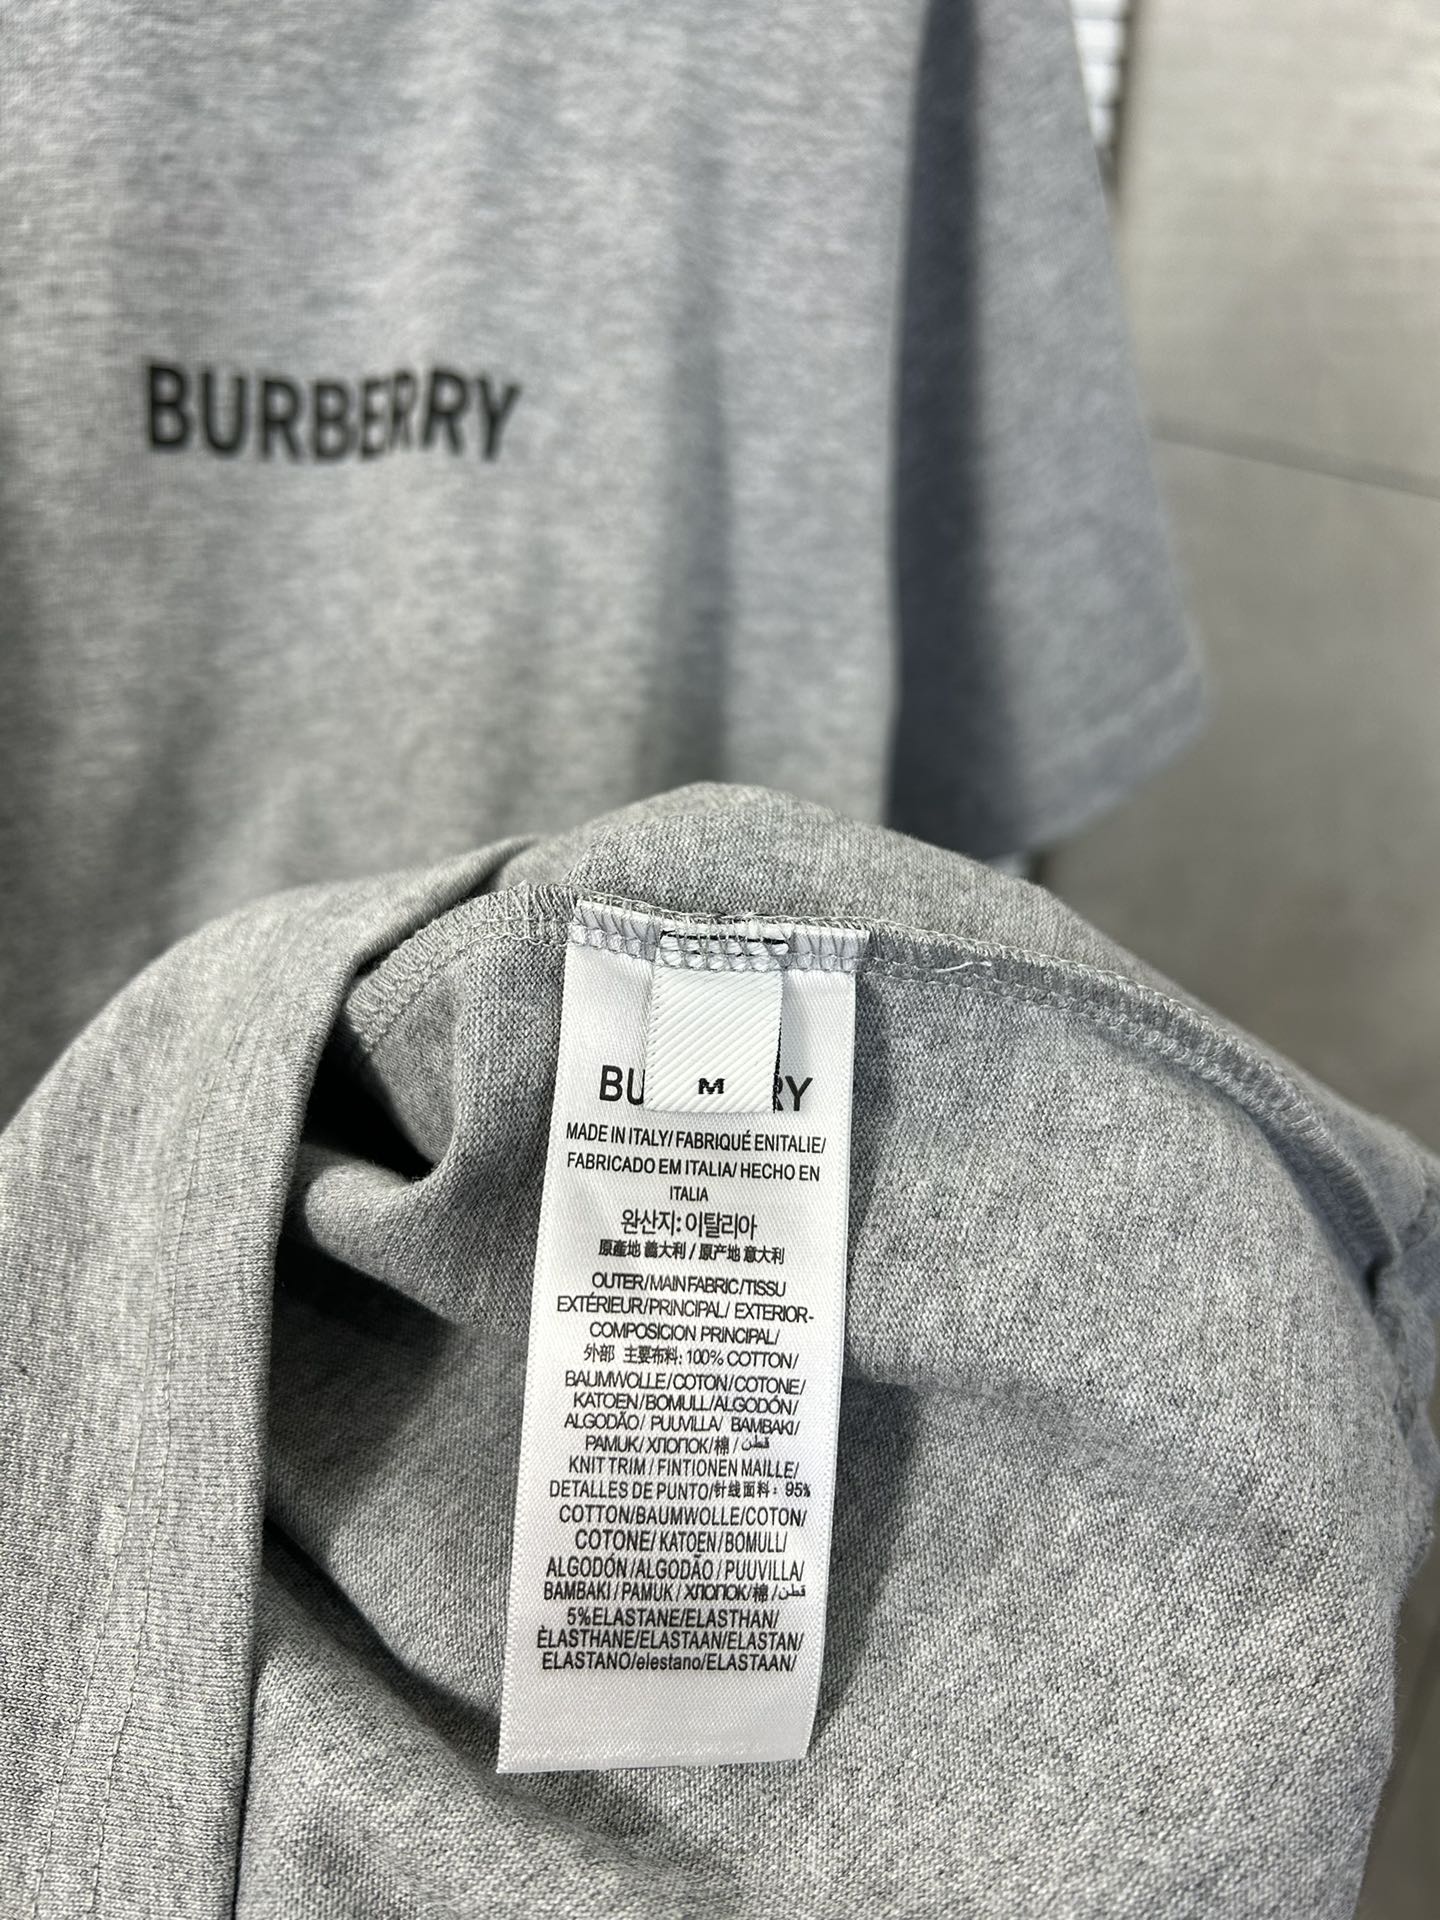 BURBERRY
M
BU RY
MADE IN ITALY/ FABRIQUÉ ENITALIE/
FABRICADO EM ITALIA/ HECHO EN
ITALIA
완산지: 이탈리아
原產地 義大利 / 原产地 意大利
OUTER/MAIN FABRIC/TISSU
EXTÉRIEUR/PRINCIPAL/ EXTERIOR-
COMPOSICION PRINCIPAL/
外部 主要布料: 100% COTTON/
BAUMWOLLE/COTON/COTONE/
KATOEN/BOMULL/ALGODÓN/
ALGODÃO/ PUUVILLA/ BAMBAKI/
PAMUK/ХЛОПОК/棉 / قطن
KNIT TRIM / FINTIONEN MAILLE/
DETALLES DE PUNTO/针线面料: 95%
COTTON/BAUMWOLLE/COTON/
COTONE/ KATOEN/BOMULL/
ALGODÓN /ALGODÃO / PUUVILLA/
BAMBAKI / PAMUK / ХЛОПОК/棉 / قطن
5%ELASTANE/ELASTHAN/
ÈLASTHANE/ELASTAAN/ELASTAN/
ELASTANO/elestano/ELASTAAN/